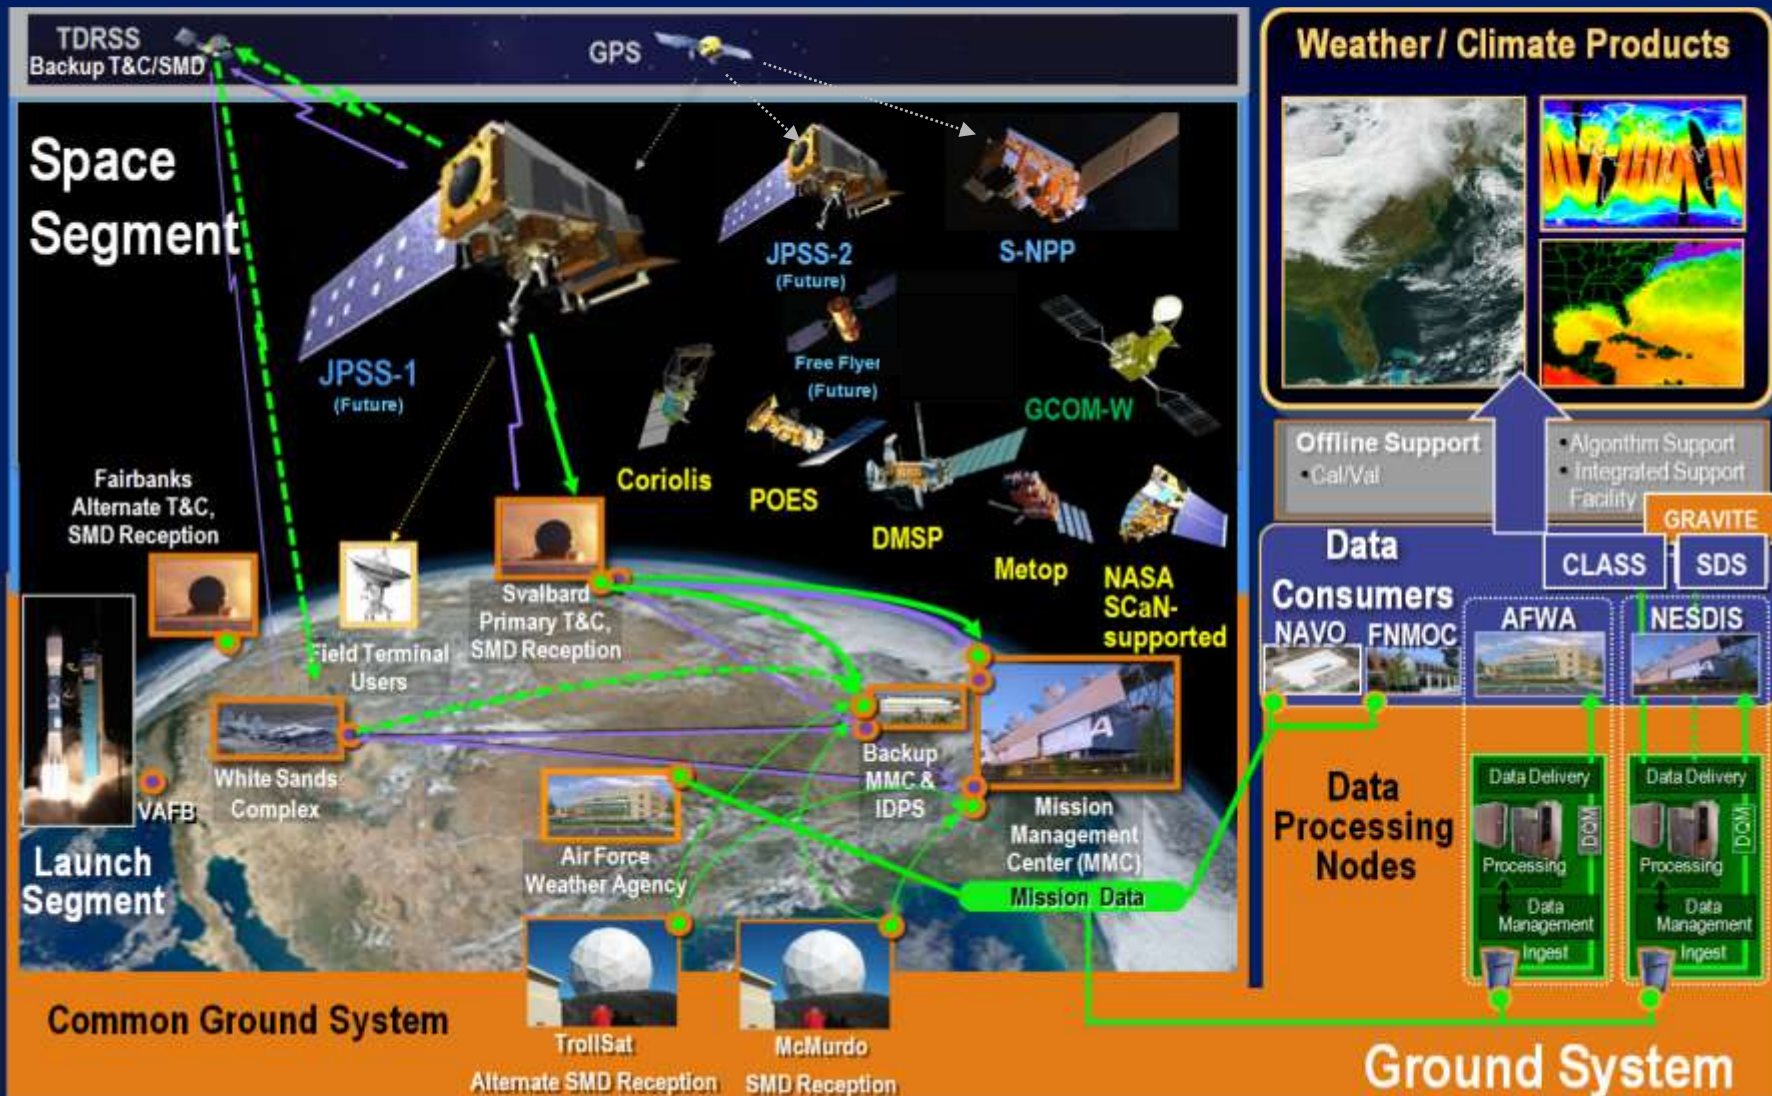 TDRSS
Backup T&C/SMD
GPS
Space
Segment
JPSS-1
(Future)
JPSS-2
(Future)
S-NPP
Free Flyer
(Future)
GCOM-W
Coriolis
POES
DMSP
Metop
NASA
SCaN-
supported
Fairbanks
Alternate T&C,
SMD Reception
Field Terminal
Users
Svalbard
Primary T&C,
SMD Reception
White Sands
Complex
VAFB
Launch
Segment
Backup
MMC &
IDPS
Mission
Management
Center (MMC)
Air Force
Weather Agency
Mission Data
Common Ground System
TrollSat
Alternate SMD Reception
McMurdo
SMD Reception
Weather / Climate Products
Offline Support
• Cal/Val
• Algorithm Support
• Integrated Support
Facility
GRAVITE
CLASS
SDS
Data
Consumers
NAVO
FNMOC
AFWA
NESDIS
Data
Processing
Nodes
Data Delivery
DQM
Processing
Data
Management
Ingest
Data Delivery
DQM
Processing
Data
Management
Ingest
Ground System